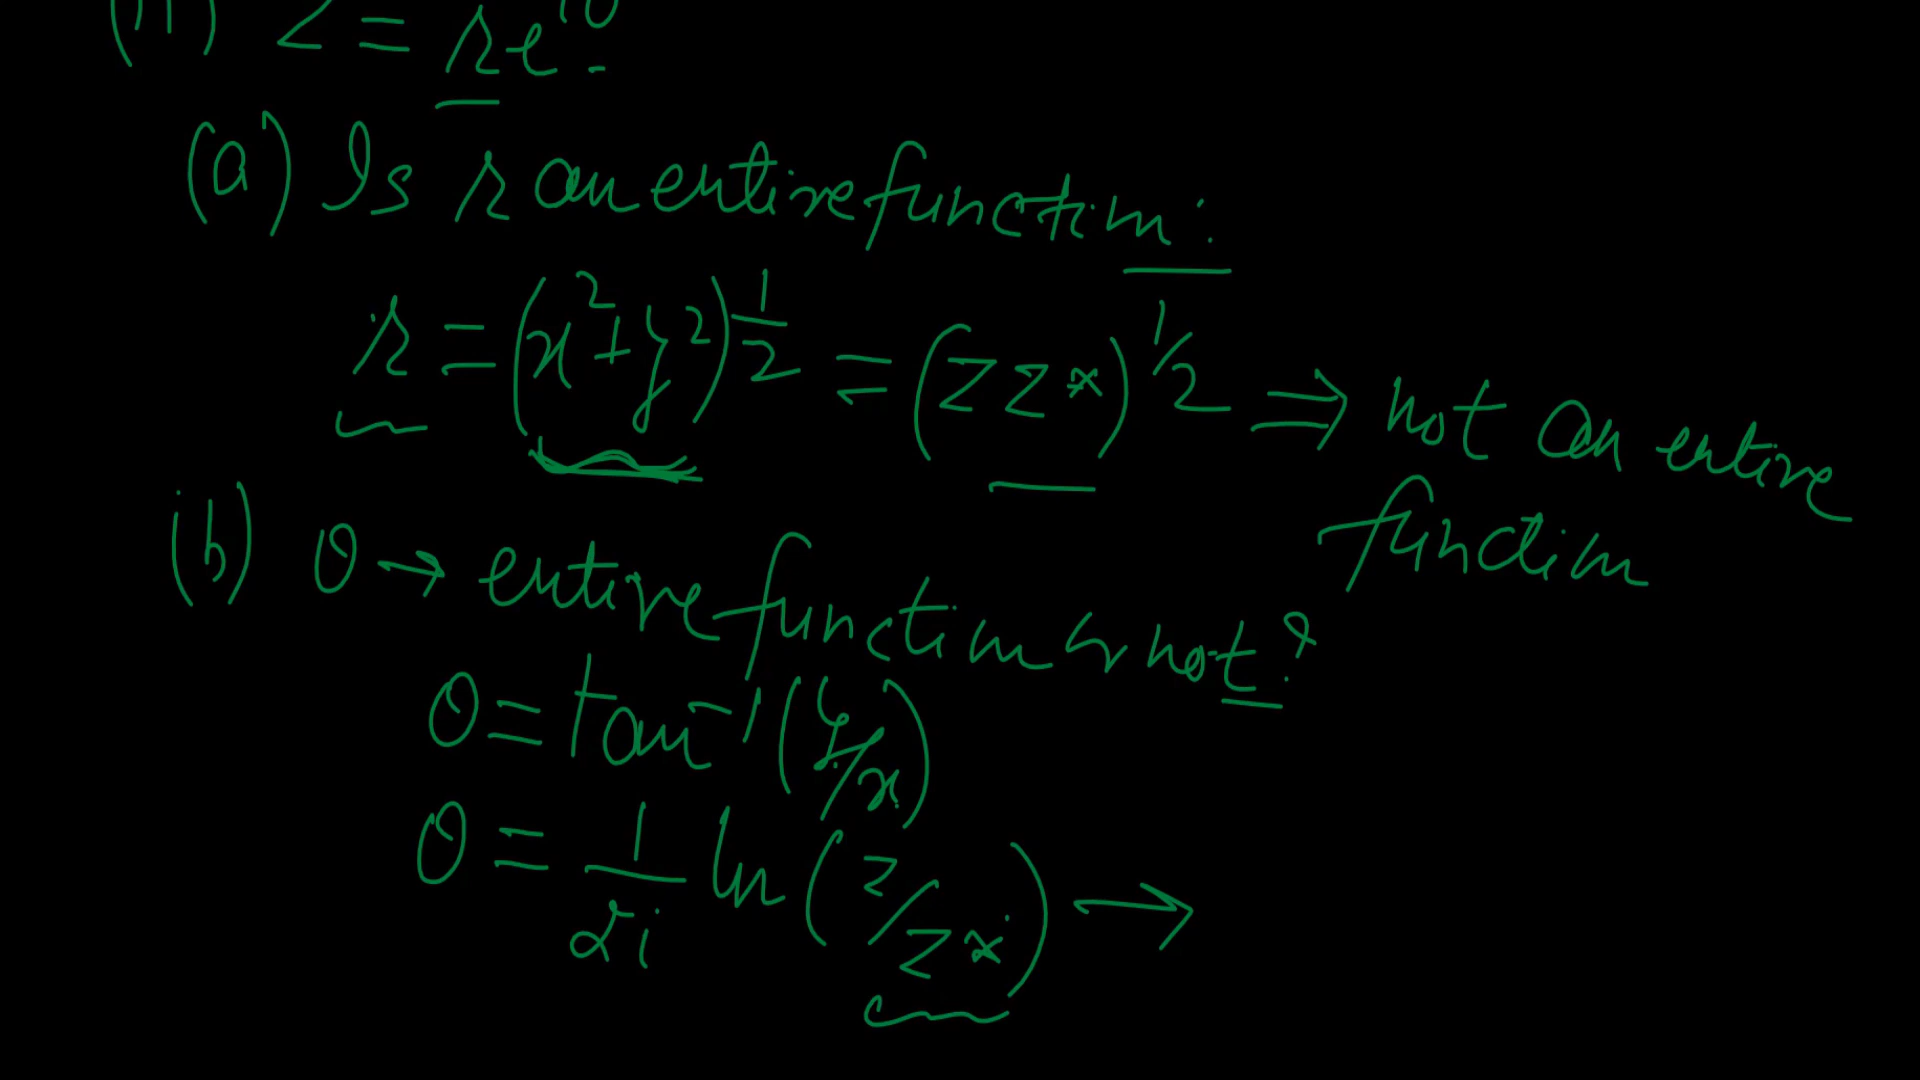 (ii) z = re^{iθ}
(a) Is r an entire function:
r = (x²+y²)^{1/2} = (zz*)^{1/2} ⇒ not an entire function
(b) θ → entire function or not?
θ = tan⁻¹(y/x)
θ = 1/2i ln(z/z*) →